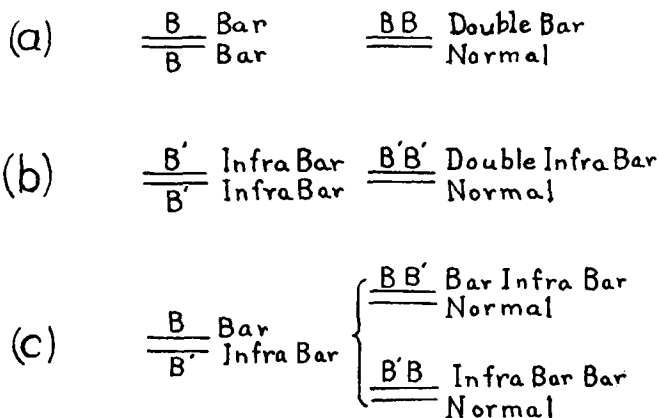 (a) B Bar BB Double Bar
B Bar Normal
(b) B' Infra Bar B'B' Double Infra Bar
B' Infra Bar Normal
BB' Bar Infra Bar
Normal
(c) B Bar
B' Infra Bar
B'B Infra Bar Bar
Normal